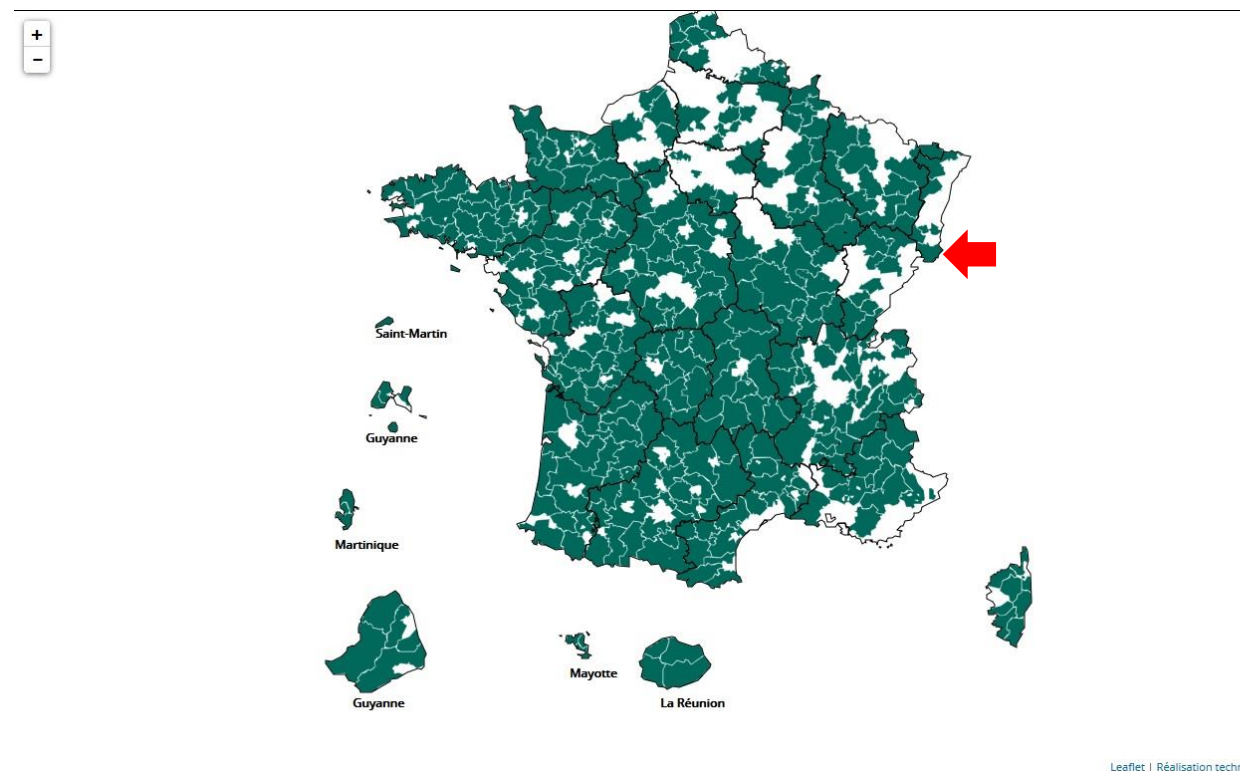 +
−
Saint-Martin
Guyanne
Martinique
Guyanne
Mayotte
La Réunion
Leaflet | Réalisation techn